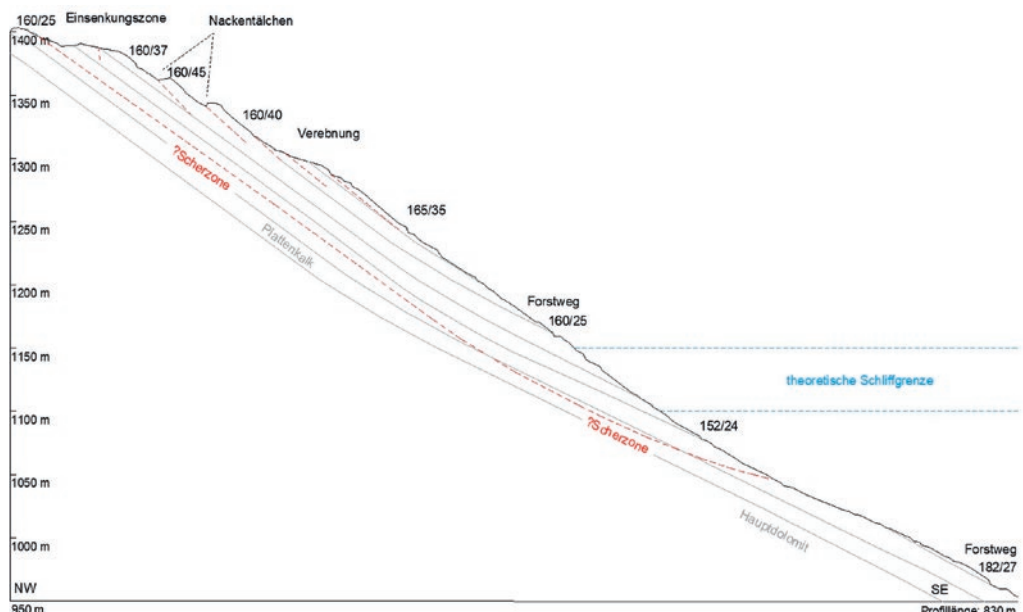 160/25
Einsenkungszone
Nackentälchen
1400 m
160/37
160/45
1350 m
160/40
Verebnung
1300 m
?Scherzone
165/35
1250 m
Plattenkalk
1200 m
Forstweg
160/25
1150 m
theoretische Schliffgrenze
1100 m
?Scherzone
152/24
1050 m
Hauptdolomit
1000 m
Forstweg
182/27
NW
SE
950 m
Profillänge: 830 m